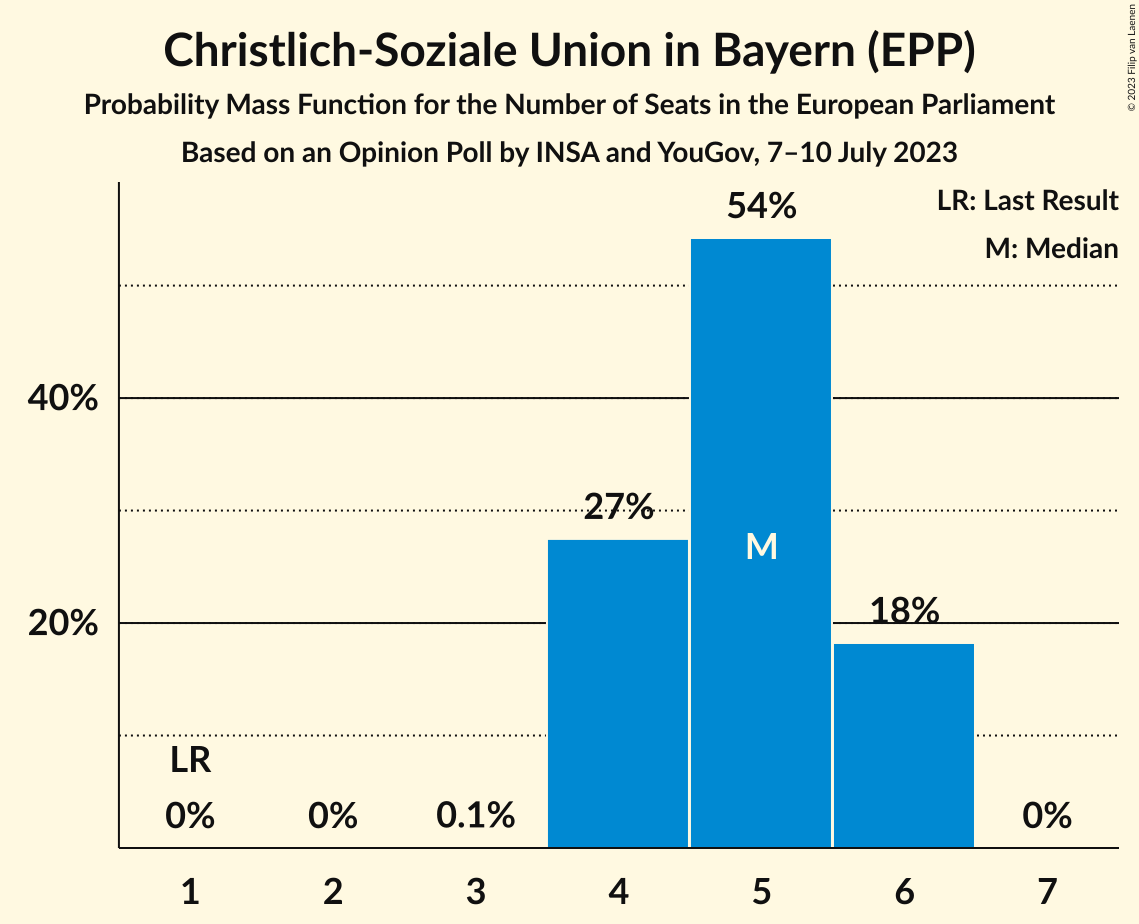 Christlich-Soziale Union in Bayern (EPP)
Probability Mass Function for the Number of Seats in the European Parliament
Based on an Opinion Poll by INSA and YouGov, 7–10 July 2023
© 2023 Filip van Laenen
LR: Last Result
M: Median
54%
40%
27%
M
20%
18%
LR
0%
0%
0.1%
0%
1 2 3 4 5 6 7